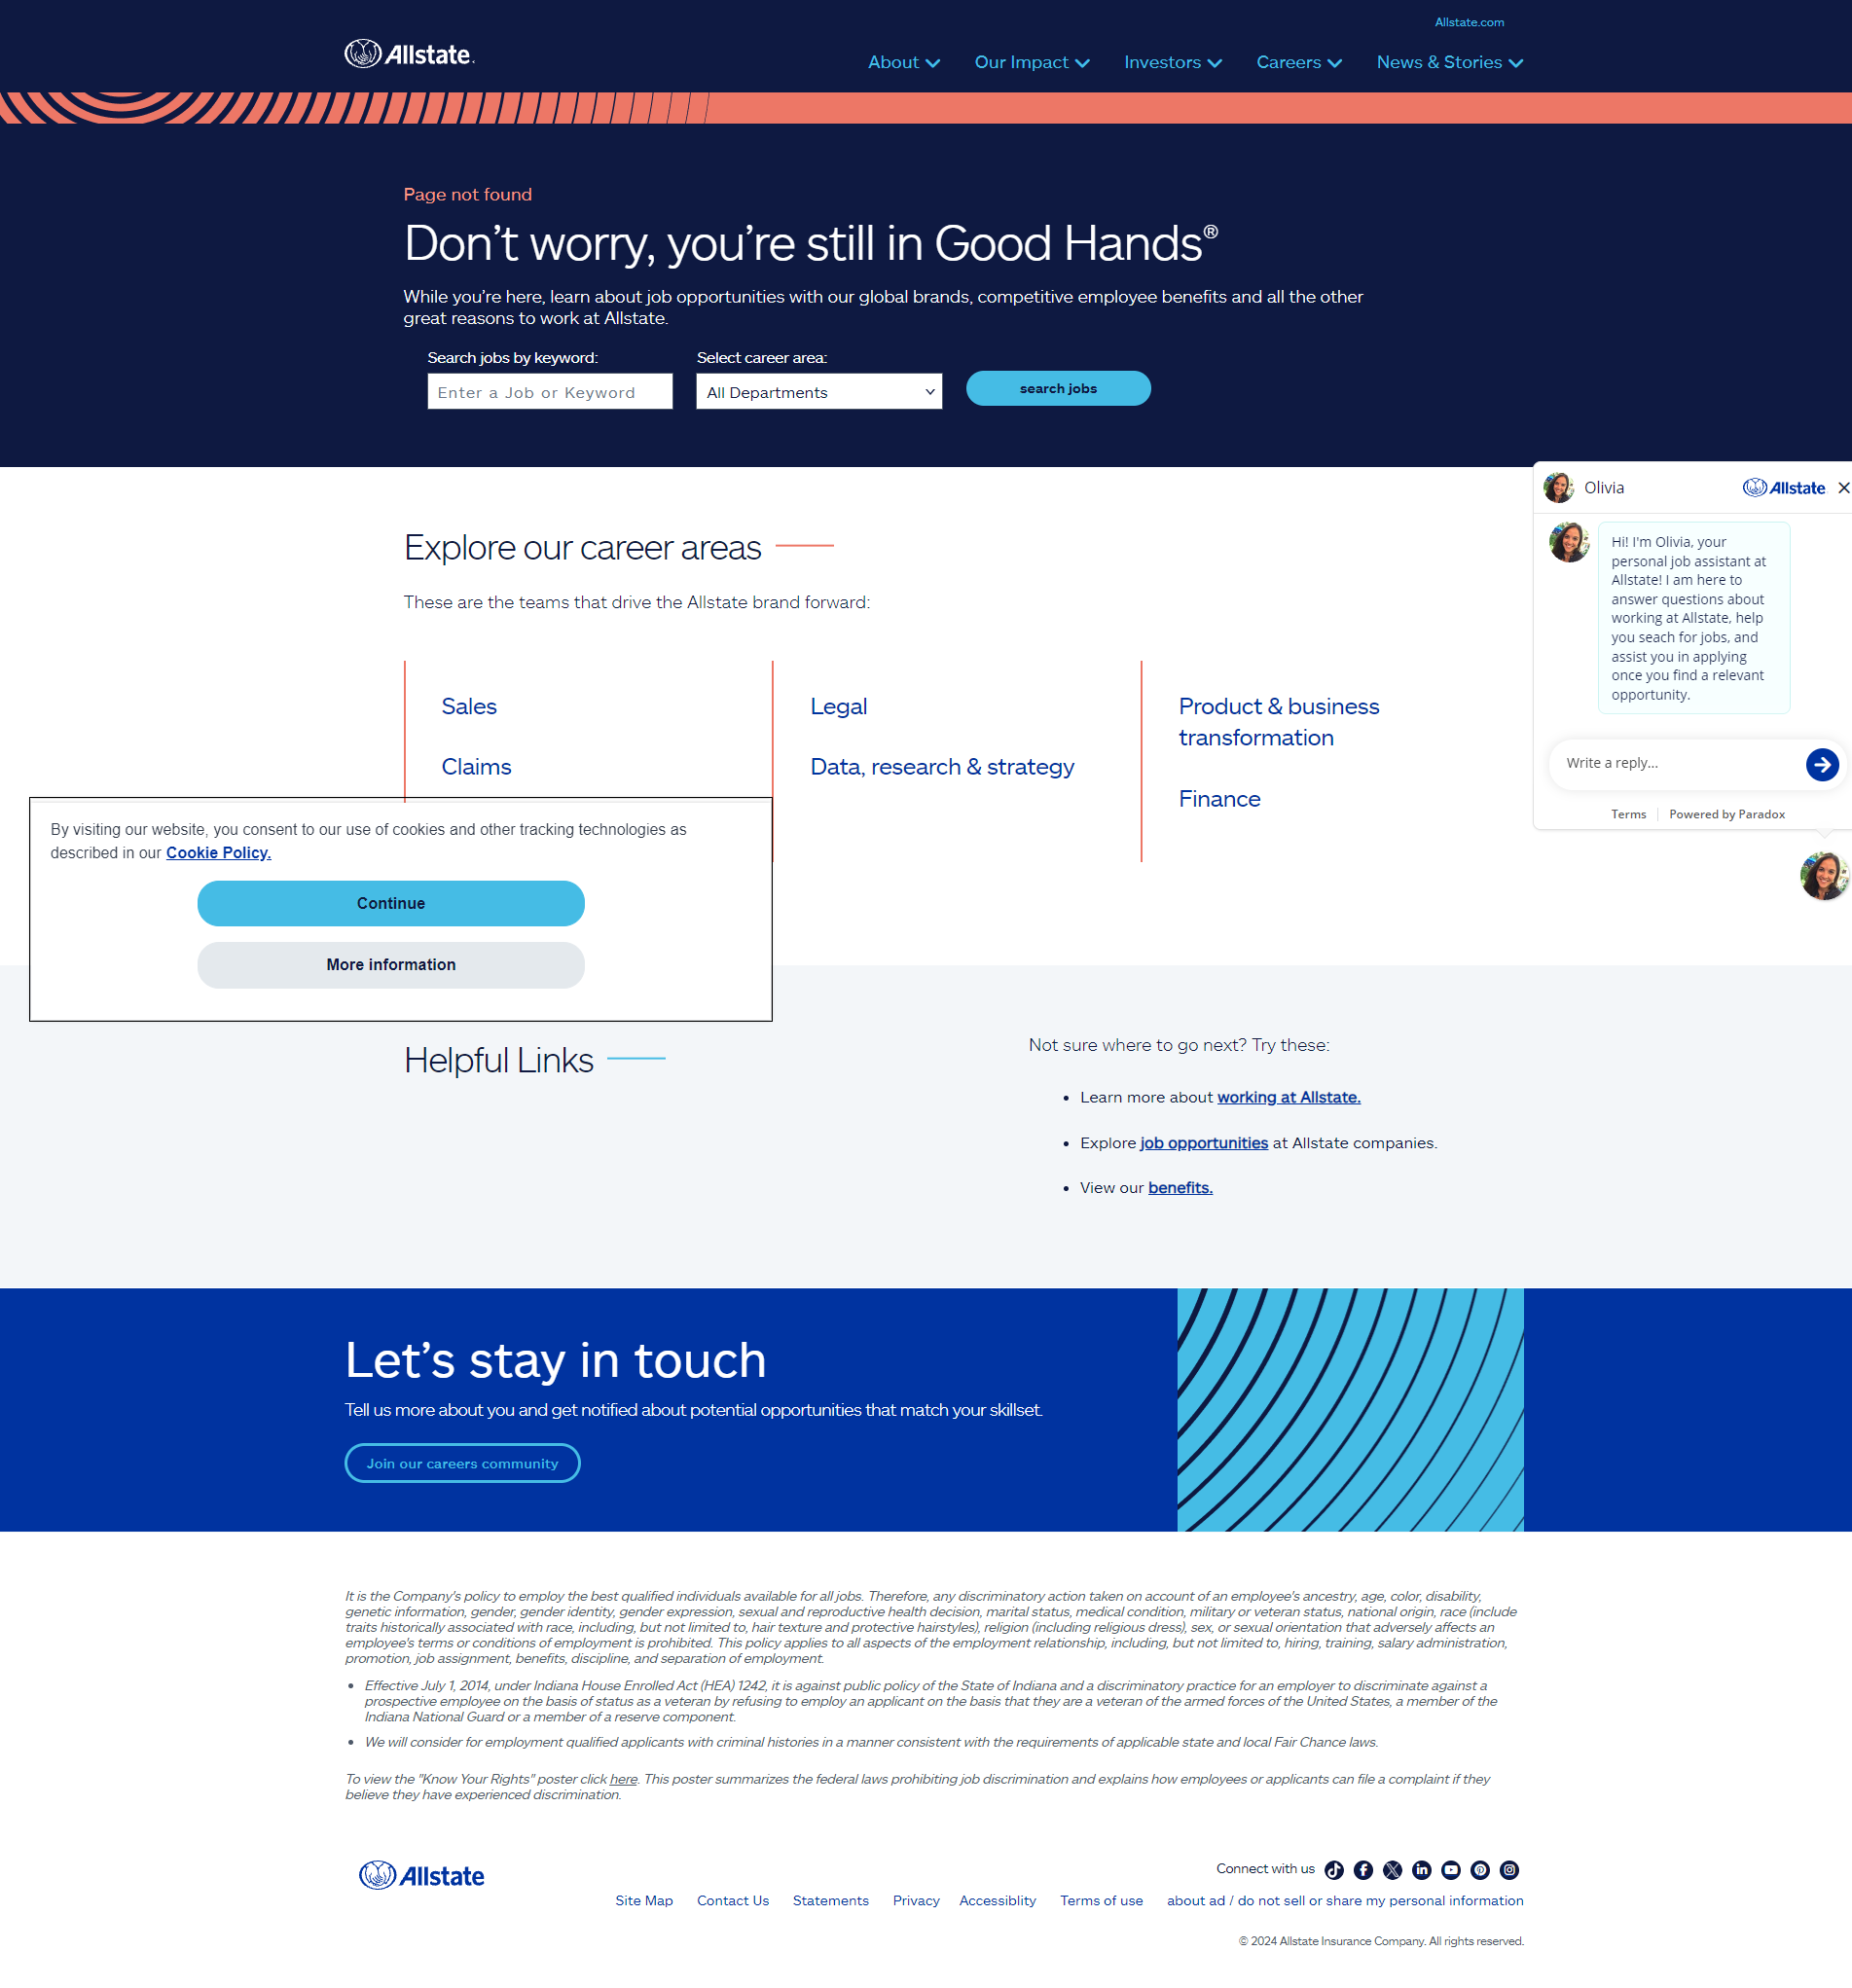 Allstate.com
Allstate.
About
Our Impact
Investors
Careers
News & Stories
Page not found
Don't worry, you're still in Good Hands®
While you're here, learn about job opportunities with our global brands, competitive employee benefits and all the other
great reasons to work at Allstate.
Search jobs by keyword:
Select career area:
Enter a Job or Keyword
All Departments
search jobs
Explore our career areas
These are the teams that drive the Allstate brand forward:
Sales
Claims
Legal
Data, research & strategy
Product & business
transformation
Finance
Olivia
Allstate
Hi! I'm Olivia, your
personal job assistant at
Allstate! I am here to
answer questions about
working at Allstate, help
you seach for jobs, and
assist you in applying
once you find a relevant
opportunity.
Write a reply...
Terms
Powered by Paradox
By visiting our website, you consent to our use of cookies and other tracking technologies as
described in our Cookie Policy.
Continue
More information
Helpful Links
Not sure where to go next? Try these:
• Learn more about working at Allstate.
• Explore job opportunities at Allstate companies.
• View our benefits.
Let's stay in touch
Tell us more about you and get notified about potential opportunities that match your skillset.
Join our careers community
It is the Company's policy to employ the best qualified individuals available for all jobs. Therefore, any discriminatory action taken on account of an employee's ancestry, age, color, disability,
genetic information, gender, gender identity, gender expression, sexual and reproductive health decision, marital status, medical condition, military or veteran status, national origin, race (include
traits historically associated with race, including, but not limited to, hair texture and protective hairstyles), religion (including religious dress), sex, or sexual orientation that adversely affects an
employee's terms or conditions of employment is prohibited. This policy applies to all aspects of the employment relationship, including, but not limited to, hiring, training, salary administration,
promotion, job assignment, benefits, discipline, and separation of employment.
• Effective July 1, 2014, under Indiana House Enrolled Act (HEA) 1242, it is against public policy of the State of Indiana and a discriminatory practice for an employer to discriminate against a
prospective employee on the basis of status as a veteran by refusing to employ an applicant on the basis that they are a veteran of the armed forces of the United States, a member of the
Indiana National Guard or a member of a reserve component.
• We will consider for employment qualified applicants with criminal histories in a manner consistent with the requirements of applicable state and local Fair Chance laws.
To view the "Know Your Rights" poster click here. This poster summarizes the federal laws prohibiting job discrimination and explains how employees or applicants can file a complaint if they
believe they have experienced discrimination.
Allstate
Connect with us
Site Map
Contact Us
Statements
Privacy
Accessiblity
Terms of use
about ad / do not sell or share my personal information
© 2024 Allstate Insurance Company. All rights reserved.